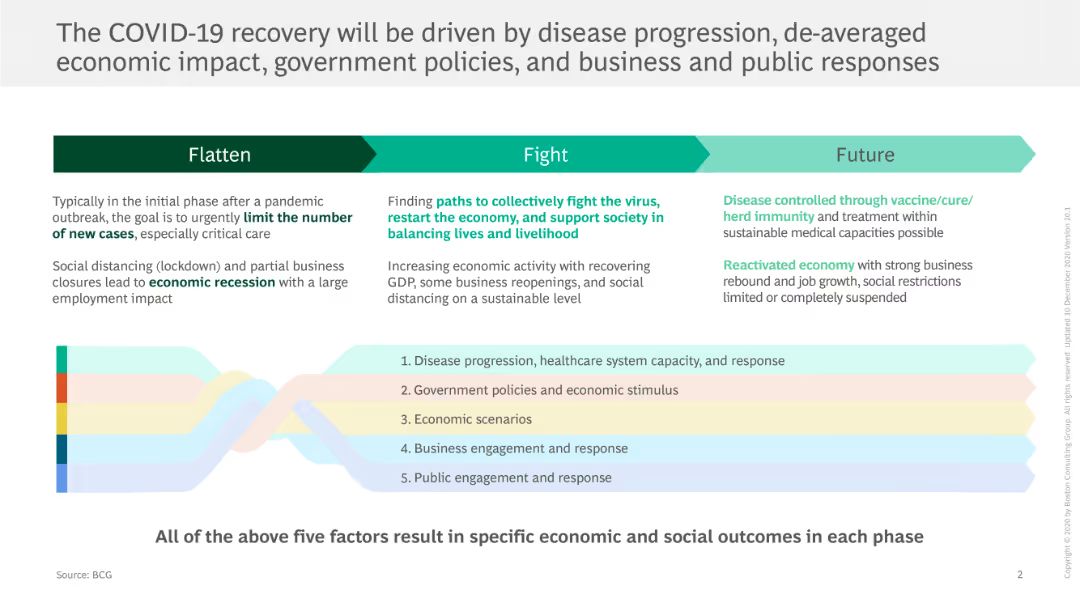 The COVID-19 recovery will be driven by disease progression, de-averaged
economic impact, government policies, and business and public responses
Flatten
Fight
Future
Typically in the initial phase after a pandemic
outbreak, the goal is to urgently limit the number
of new cases, especially critical care
Social distancing (lockdown) and partial business
closures lead to economic recession with a large
employment impact
Finding paths to collectively fight the virus,
restart the economy, and support society in
balancing lives and livelihood
Increasing economic activity with recovering
GDP, some business reopenings, and social
distancing on a sustainable level
Disease controlled through vaccine/cure/
herd immunity and treatment within
sustainable medical capacities possible
Reactivated economy with strong business
rebound and job growth, social restrictions
limited or completely suspended
1. Disease progression, healthcare system capacity, and response
2. Government policies and economic stimulus
3. Economic scenarios
4. Business engagement and response
5. Public engagement and response
All of the above five factors result in specific economic and social outcomes in each phase
Source: BCG
2
Copyright © 2020 by Boston Consulting Group. All rights reserved. Updated 10 December 2020 Version 20.1